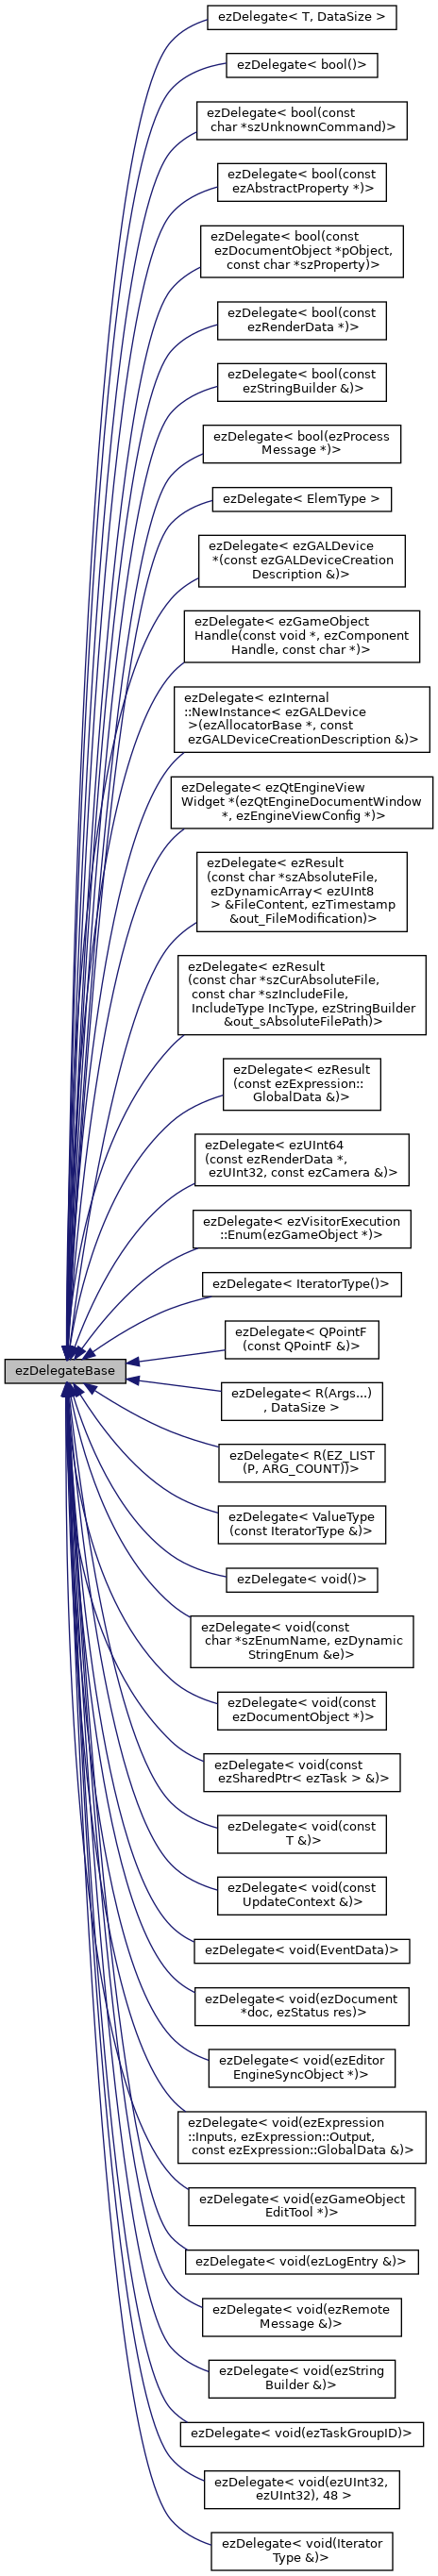 ezDelegate< T, DataSize >
ezDelegate< bool()>
ezDelegate< bool(const
char *szUnknownCommand)>
ezDelegate< bool(const
ezAbstractProperty *)>
ezDelegate< bool(const
ezDocumentObject *pObject,
const char *szProperty)>
ezDelegate< bool(const
ezRenderData *)>
ezDelegate< bool(const
ezStringBuilder &)>
ezDelegate< bool(ezProcess
Message *)>
ezDelegate< ElemType >
ezDelegate< ezGALDevice
*(const ezGALDeviceCreation
Description &)>
ezDelegate< ezGameObject
Handle(const void *, ezComponent
Handle, const char *)>
ezDelegate< ezInternal
::NewInstance< ezGALDevice
>(ezAllocatorBase *, const
ezGALDeviceCreationDescription &)>
ezDelegate< ezQtEngineView
Widget *(ezQtEngineDocumentWindow
*, ezEngineViewConfig *)>
ezDelegate< ezResult
(const char *szAbsoluteFile,
ezDynamicArray< ezUInt8
> &FileContent, ezTimestamp
&out_FileModification)>
ezDelegate< ezResult
(const char *szCurAbsoluteFile,
const char *szIncludeFile,
IncludeType IncType, ezStringBuilder
&out_sAbsoluteFilePath)>
ezDelegate< ezResult
(const ezExpression::
GlobalData &)>
ezDelegate< ezUInt64
(const ezRenderData *,
ezUInt32, const ezCamera &)>
ezDelegate< ezVisitorExecution
::Enum(ezGameObject *)>
ezDelegate< IteratorType()>
ezDelegate< QPointF
(const QPointF &)>
ezDelegateBase
ezDelegate< R(Args...)
, DataSize >
ezDelegate< R(EZ_LIST
(P, ARG_COUNT))>
ezDelegate< ValueType
(const IteratorType &)>
ezDelegate< void()>
ezDelegate< void(const
char *szEnumName, ezDynamic
StringEnum &e)>
ezDelegate< void(const
ezDocumentObject *)>
ezDelegate< void(const
ezSharedPtr< ezTask > &)>
ezDelegate< void(const
T &)>
ezDelegate< void(const
UpdateContext &)>
ezDelegate< void(EventData)>
ezDelegate< void(ezDocument
*doc, ezStatus res)>
ezDelegate< void(ezEditor
EngineSyncObject *)>
ezDelegate< void(ezExpression
::Inputs, ezExpression::Output,
const ezExpression::GlobalData &)>
ezDelegate< void(ezGameObject
EditTool *)>
ezDelegate< void(ezLogEntry &)>
ezDelegate< void(ezRemote
Message &)>
ezDelegate< void(ezString
Builder &)>
ezDelegate< void(ezTaskGroupID)>
ezDelegate< void(ezUInt32,
ezUInt32), 48 >
ezDelegate< void(Iterator
Type &)>